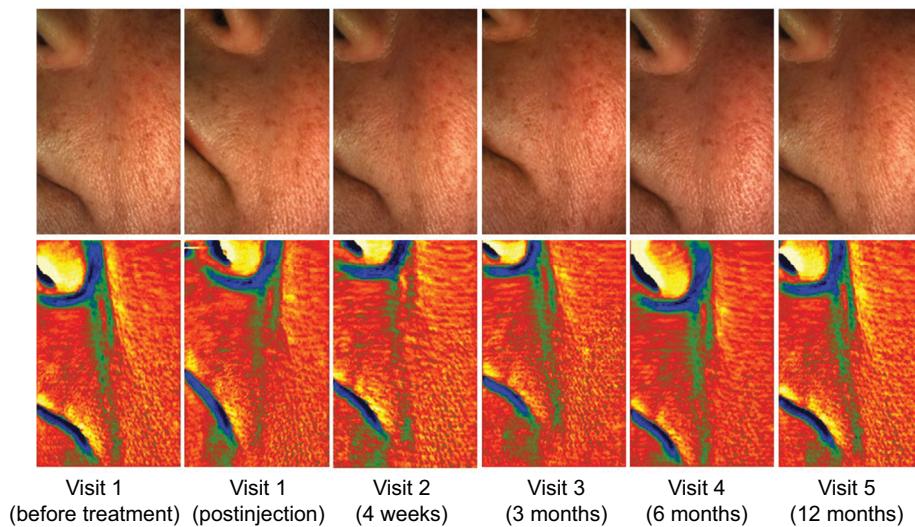 Visit 1
(before treatment)
Visit 1
(postinjection)
Visit 2
(4 weeks)
Visit 3
(3 months)
Visit 4
(6 months)
Visit 5
(12 months)